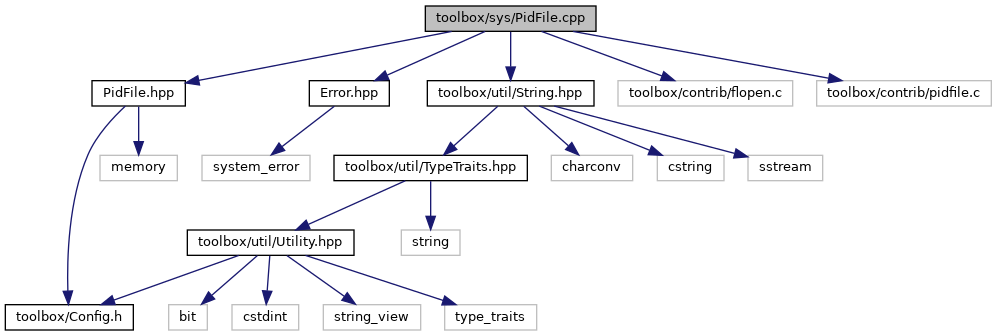 toolbox/sys/PidFile.cpp
PidFile.hpp
Error.hpp
toolbox/util/String.hpp
toolbox/contrib/flopen.c
toolbox/contrib/pidfile.c
memory
system_error
toolbox/util/TypeTraits.hpp
charconv
cstring
sstream
toolbox/util/Utility.hpp
string
toolbox/Config.h
bit
cstdint
string_view
type_traits